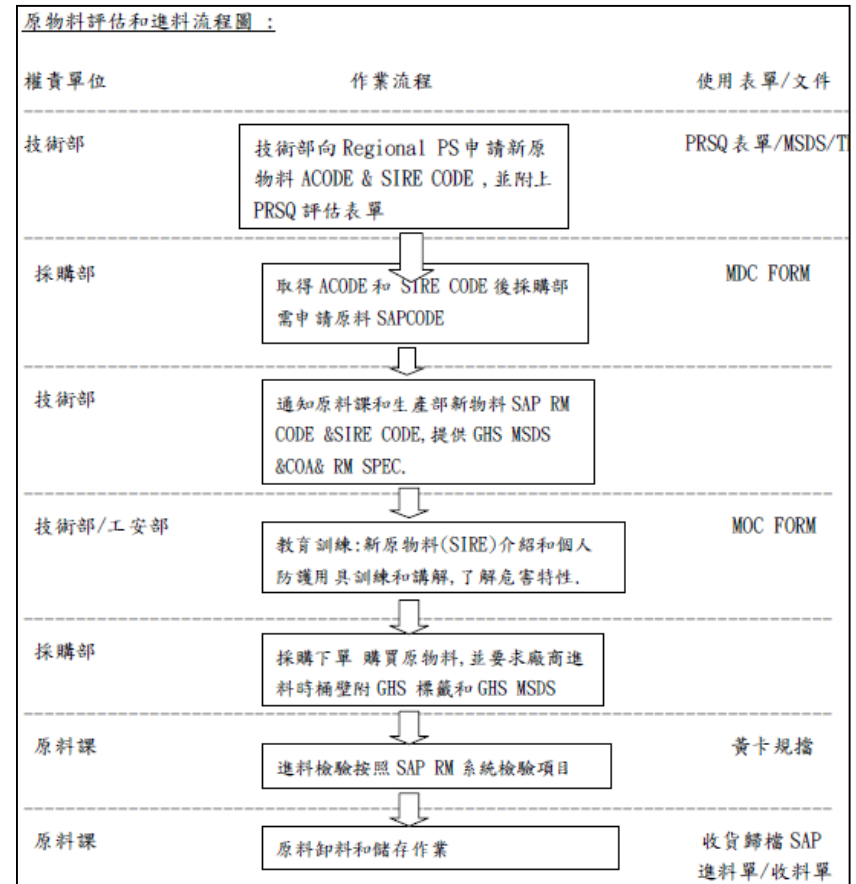 原物料評估和進料流程圖 :
權責單位 作業流程 使用表單/文件
技術部 技術部向 Regional PS 申請新原 PRSQ 表單/MSDS/T
物料 ACODE & SIRE CODE , 並附上
PRSQ 評估表單
採購部 取得 ACODE 和 SIRE CODE 後採購部 MDC FORM
需申請原料 SAPCODE
技術部 通知原料課和生產部新物料 SAP RM
CODE &SIRE CODE, 提供 GHS MSDS
&COA& RM SPEC.
技術部/工安部 教育訓練:新原物料(SIRE)介紹和個人 MOC FORM
防護用具訓練和講解,了解危害特性.
採購部 採購下單 購買原物料,並要求廠商進
料時桶壁附 GHS 標籤和 GHS MSDS
原料課 進料檢驗按照 SAP RM 系統檢驗項目 黃卡規擋
原料課 原料卸料和儲存作業 收貨歸檔 SAP
進料單/收料單